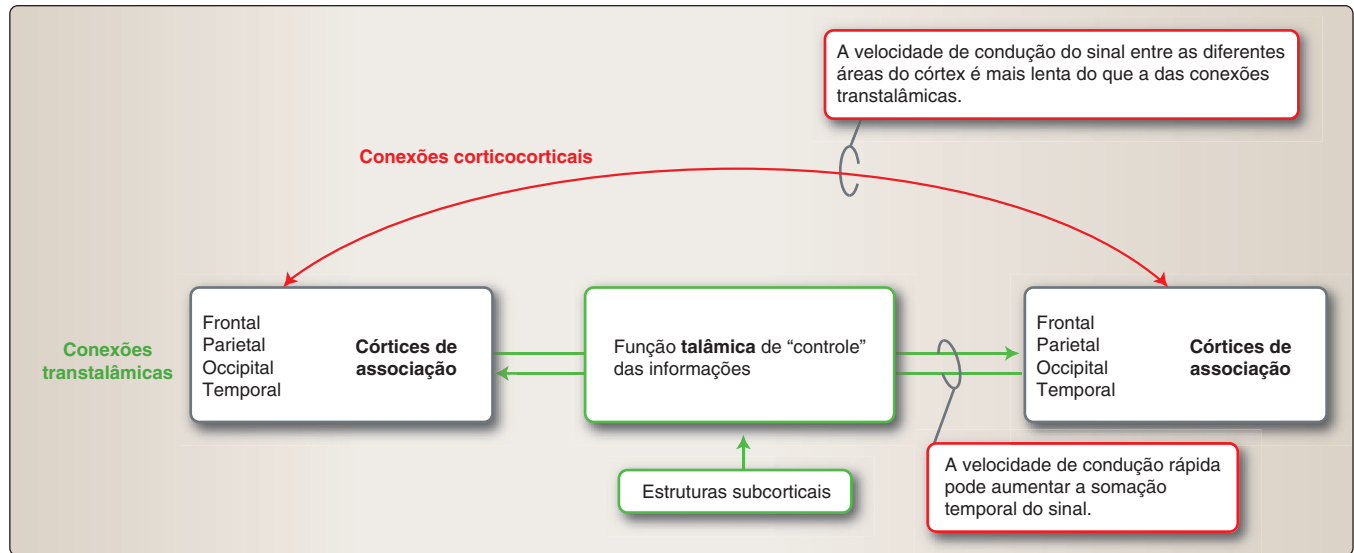 A velocidade de condução do sinal entre as diferentes
áreas do córtex é mais lenta do que a das conexões
transtalâmicas.
Conexões corticocorticais
Conexões
transtalâmicas
Frontal
Parietal
Occipital
Temporal
Córtices de
associação
Função talâmica de “controle”
das informações
Frontal
Parietal
Occipital
Temporal
Córtices de
associação
Estruturas subcorticais
A velocidade de condução rápida
pode aumentar a somação
temporal do sinal.